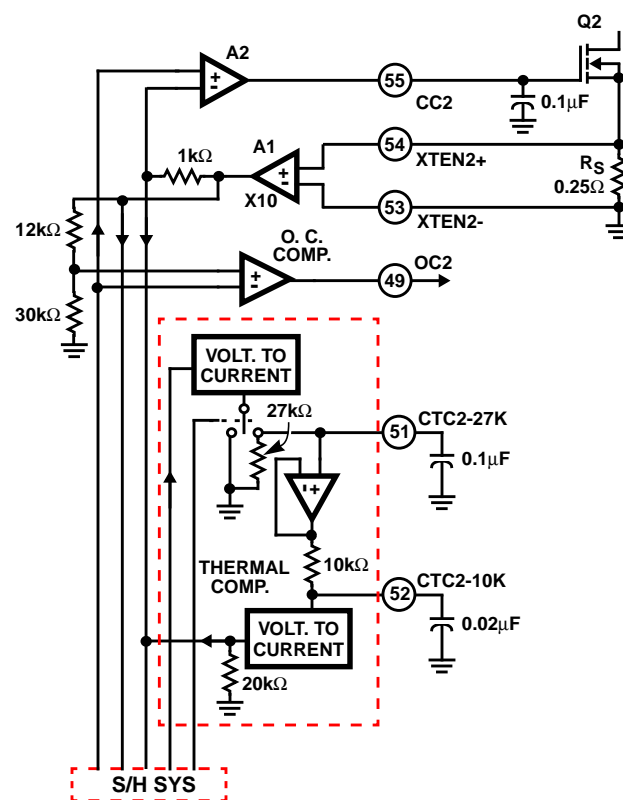 Q2
A2
+
-
55
CC2
0.1μF
1kΩ
A1
+
-
X10
54
XTEN2+
RS
0.25Ω
53
XTEN2-
12kΩ
O. C.
COMP.
+
-
49
OC2
30kΩ
VOLT. TO
CURRENT
27kΩ
51
CTC2-27K
0.1μF
- +
10kΩ
THERMAL
COMP.
52
CTC2-10K
0.02μF
VOLT. TO
CURRENT
20kΩ
S/H SYS